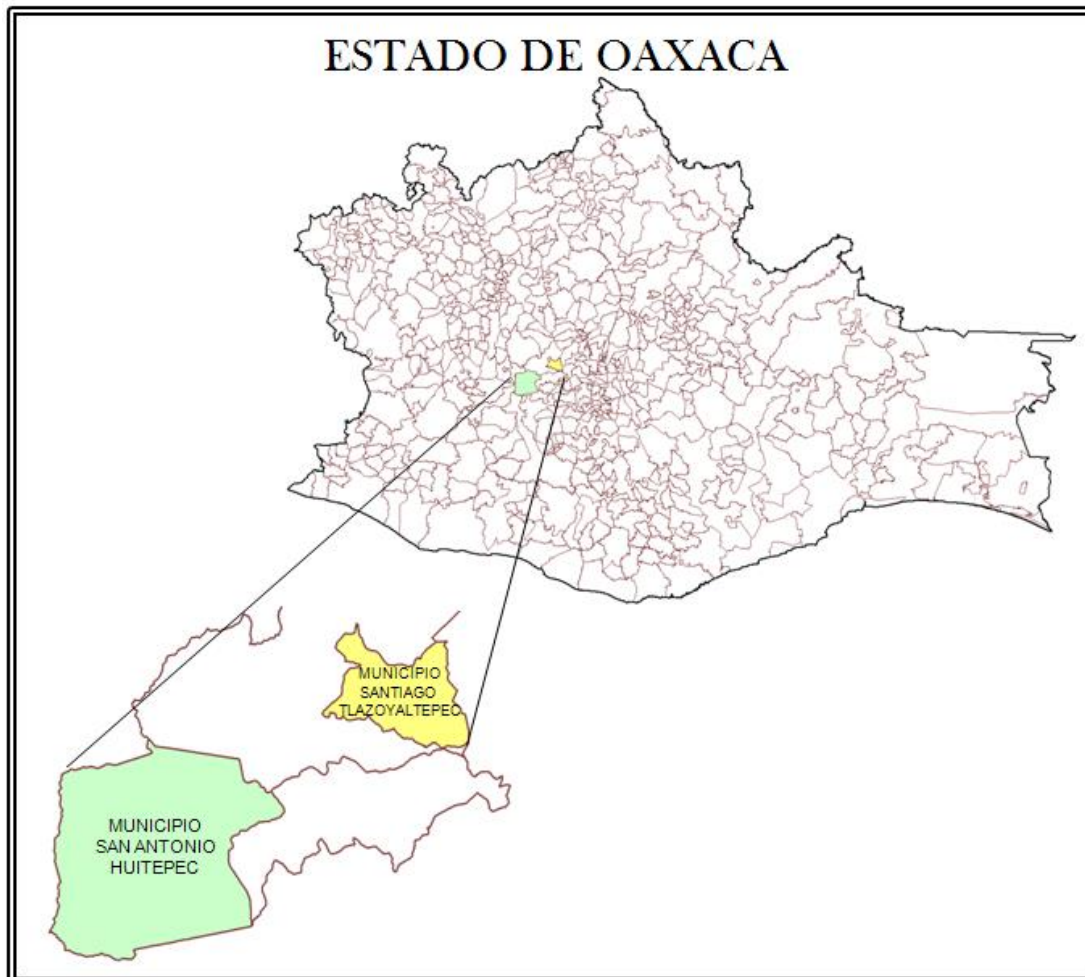 ESTADO DE OAXACA
MUNICIPIO
SANTIAGO
TLAZOYALTEPEC
MUNICIPIO
SAN ANTONIO
HUITEPEC